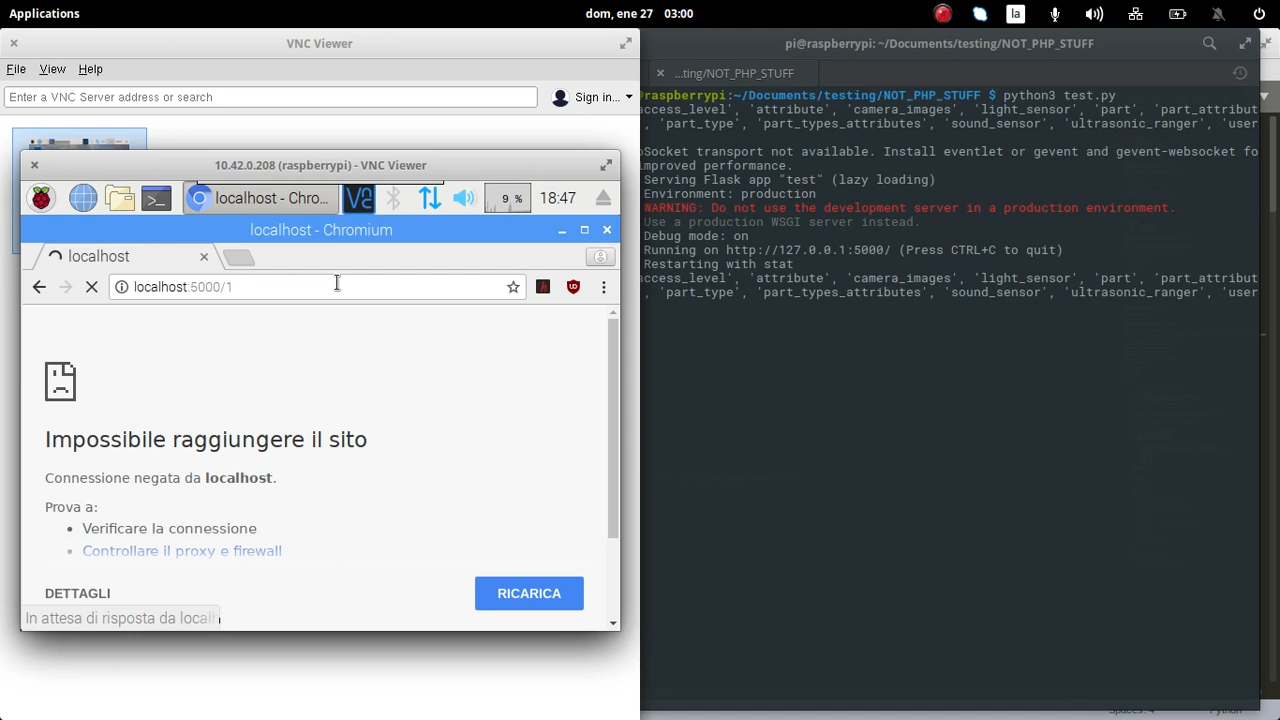 Applications
dom, ene 27 03:00
la
VNC Viewer
File View Help
Enter a VNC Server address or search
Sign in...
10.42.0.208 (raspberrypi) - VNC Viewer
localhost - Chro...
9 %
18:47
localhost - Chromium
localhost
localhost:5000/1
Impossibile raggiungere il sito
Connessione negata da localhost.
Prova a:
Verificare la connessione
Controllare il proxy e firewall
DETTAGLI
RICARICA
In attesa di risposta da localh
pi@raspberrypi: ~/Documents/testing/NOT_PHP_STUFF
...ting/NOT_PHP_STUFF
@raspberrypi:~/Documents/testing/NOT_PHP_STUFF $ python3 test.py
access_level', 'attribute', 'camera_images', 'light_sensor', 'part', 'part_attribut
, 'part_type', 'part_types_attributes', 'sound_sensor', 'ultrasonic_ranger', 'user
oSocket transport not available. Install eventlet or gevent and gevent-websocket fo
improved performance.
Serving Flask app "test" (lazy loading)
Environment: production
WARNING: Do not use the development server in a production environment.
Use a production WSGI server instead.
Debug mode: on
Running on http://127.0.0.1:5000/ (Press CTRL+C to quit)
Restarting with stat
access_level', 'attribute', 'camera_images', 'light_sensor', 'part', 'part_attribut
, 'part_type', 'part_types_attributes', 'sound_sensor', 'ultrasonic_ranger', 'user
Spaces: 4 Python